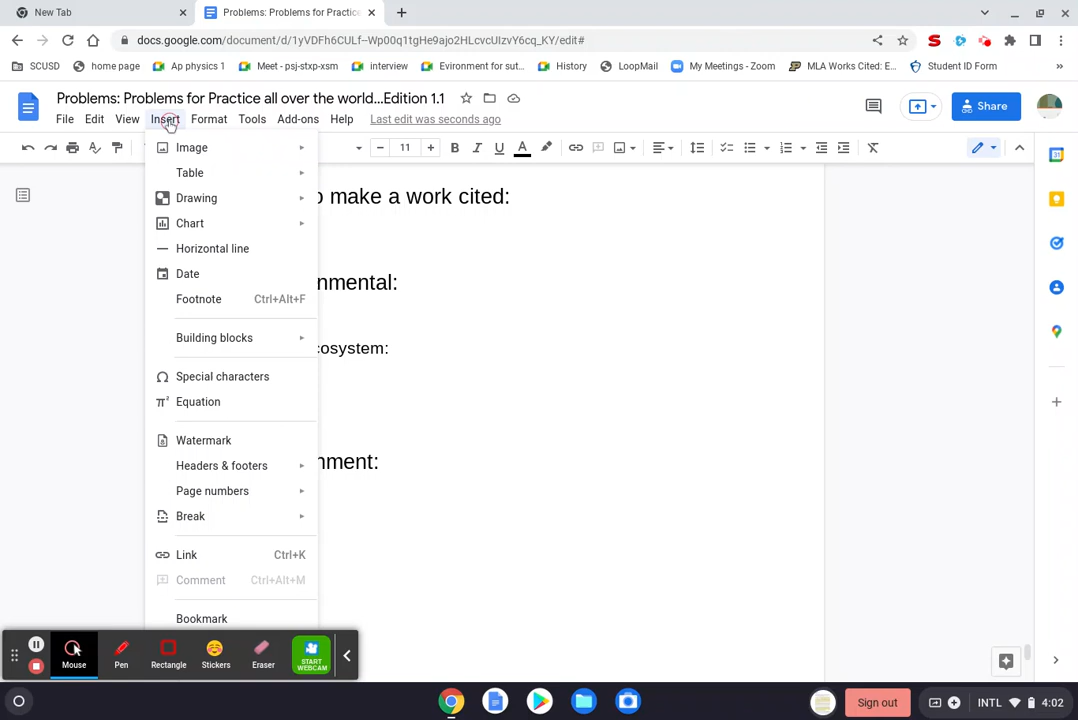 New Tab
Problems: Problems for Practice
docs.google.com/document/d/1yVDFh6CULf--Wp00q1tgHe9ajo2HLcvcUIzvY6cq_KY/edit#
SCUSD
home page
Ap physics 1
Meet - psj-stxp-xsm
interview
Evironment for sut...
History
LoopMail
My Meetings - Zoom
MLA Works Cited: E...
Student ID Form
Problems: Problems for Practice all over the world...Edition 1.1
File Edit View Insert Format Tools Add-ons Help Last edit was seconds ago
Share
11
Image
Table
Drawing
Chart
Horizontal line
Date
Footnote Ctrl+Alt+F
Building blocks
Special characters
Equation
Watermark
Headers & footers
Page numbers
Break
Link Ctrl+K
Comment Ctrl+Alt+M
Bookmark
make a work cited:
nmental:
cosystem:
nment:
Mouse
Pen
Rectangle
Stickers
Eraser
START
WEBCAM
Sign out
INTL
4:02